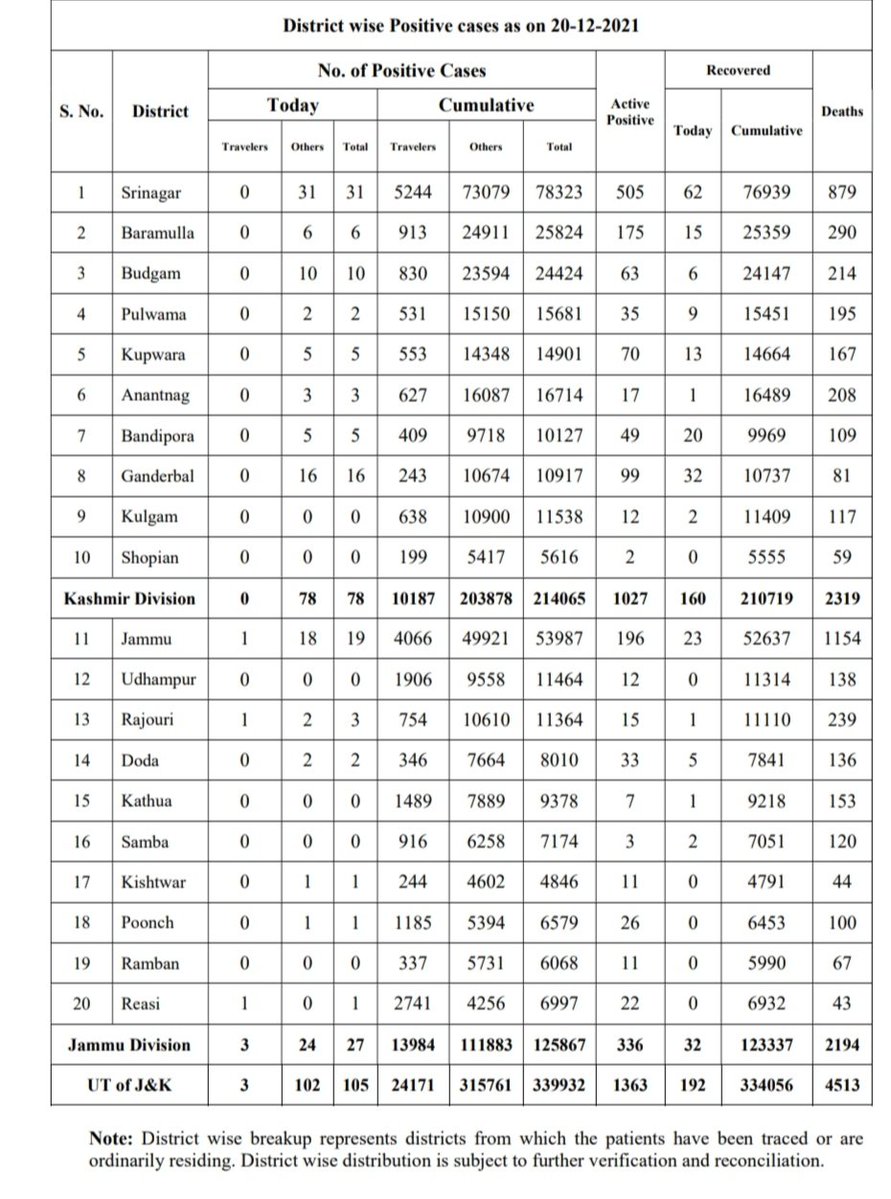 District wise Positive cases as on 20-12-2021
S. No. District No. of Positive Cases Active Positive Recovered Deaths
Today Cumulative Today Cumulative
Travelers Others Total Travelers Others Total
1 Srinagar 0 31 31 5244 73079 78323 505 62 76939 879
2 Baramulla 0 6 6 913 24911 25824 175 15 25359 290
3 Budgam 0 10 10 830 23594 24424 63 6 24147 214
4 Pulwama 0 2 2 531 15150 15681 35 9 15451 195
5 Kupwara 0 5 5 553 14348 14901 70 13 14664 167
6 Anantnag 0 3 3 627 16087 16714 17 1 16489 208
7 Bandipora 0 5 5 409 9718 10127 49 20 9969 109
8 Ganderbal 0 16 16 243 10674 10917 99 32 10737 81
9 Kulgam 0 0 0 638 10900 11538 12 2 11409 117
10 Shopian 0 0 0 199 5417 5616 2 0 5555 59
Kashmir Division 0 78 78 10187 203878 214065 1027 160 210719 2319
11 Jammu 1 18 19 4066 49921 53987 196 23 52637 1154
12 Udhampur 0 0 0 1906 9558 11464 12 0 11314 138
13 Rajouri 1 2 3 754 10610 11364 15 1 11110 239
14 Doda 0 2 2 346 7664 8010 33 5 7841 136
15 Kathua 0 0 0 1489 7889 9378 7 1 9218 153
16 Samba 0 0 0 916 6258 7174 3 2 7051 120
17 Kishtwar 0 1 1 244 4602 4846 11 0 4791 44
18 Poonch 0 1 1 1185 5394 6579 26 0 6453 100
19 Ramban 0 0 0 337 5731 6068 11 0 5990 67
20 Reasi 1 0 1 2741 4256 6997 22 0 6932 43
Jammu Division 3 24 27 13984 111883 125867 336 32 123337 2194
UT of J&K 3 102 105 24171 315761 339932 1363 192 334056 4513
Note: District wise breakup represents districts from which the patients have been traced or are
ordinarily residing. District wise distribution is subject to further verification and reconciliation.